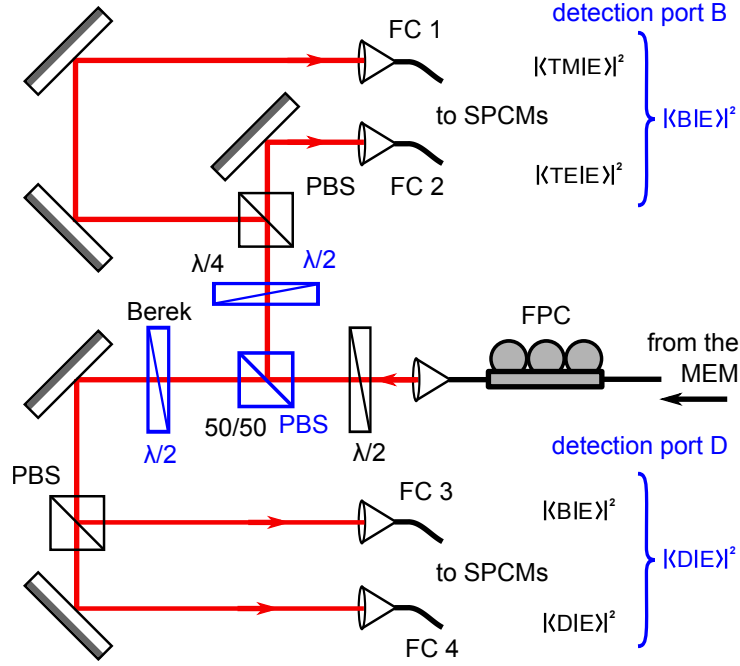 detection port B
FC 1
|⟨TM|E⟩|²
to SPCMs
|⟨B|E⟩|²
PBS
FC 2
|⟨TE|E⟩|²
λ/4
λ/2
Berek
FPC
from the
MEM
50/50
PBS
λ/2
λ/2
detection port D
PBS
FC 3
|⟨B|E⟩|²
to SPCMs
|⟨D|E⟩|²
FC 4
|⟨D|E⟩|²